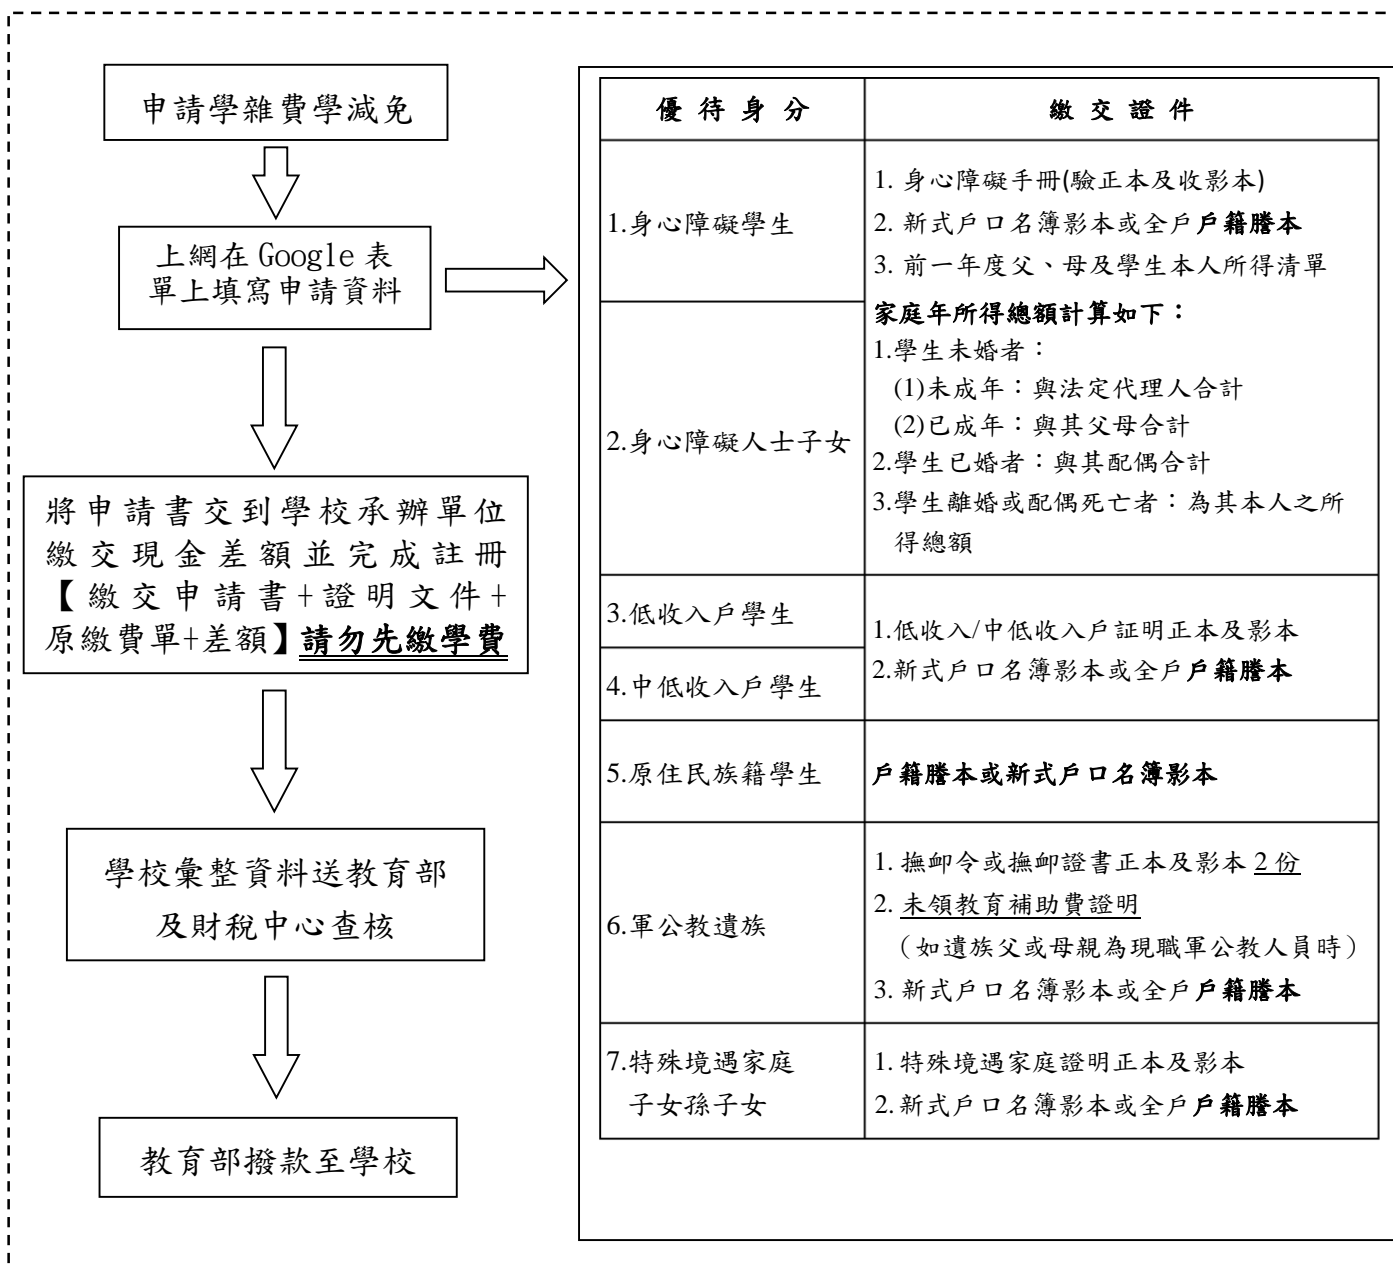 申請學雜費學減免
上網在 Google 表
單上填寫申請資料
將申請書交到學校承辦單位
繳交現金差額並完成註冊
【繳交申請書+證明文件+
原繳費單+差額】請勿先繳學費
學校彙整資料送教育部
及財稅中心查核
教育部撥款至學校
優待身分
繳交證件
1.身心障礙學生
1. 身心障礙手冊(驗正本及收影本)
2. 新式戶口名簿影本或全戶戶籍謄本
3. 前一年度父、母及學生本人所得清單
2.身心障礙人士子女
家庭年所得總額計算如下：
1.學生未婚者：
(1)未成年：與法定代理人合計
(2)已成年：與其父母合計
2.學生已婚者：與其配偶合計
3.學生離婚或配偶死亡者：為其本人之所
得總額
3.低收入戶學生
4.中低收入戶學生
1.低收入/中低收入戶証明正本及影本
2.新式戶口名簿影本或全戶戶籍謄本
5.原住民族籍學生
戶籍謄本或新式戶口名簿影本
6.軍公教遺族
1. 撫卹令或撫卹證書正本及影本 2 份
2. 未領教育補助費證明
（如遺族父或母親為現職軍公教人員時）
3. 新式戶口名簿影本或全戶戶籍謄本
7.特殊境遇家庭
子女孫子女
1. 特殊境遇家庭證明正本及影本
2. 新式戶口名簿影本或全戶戶籍謄本